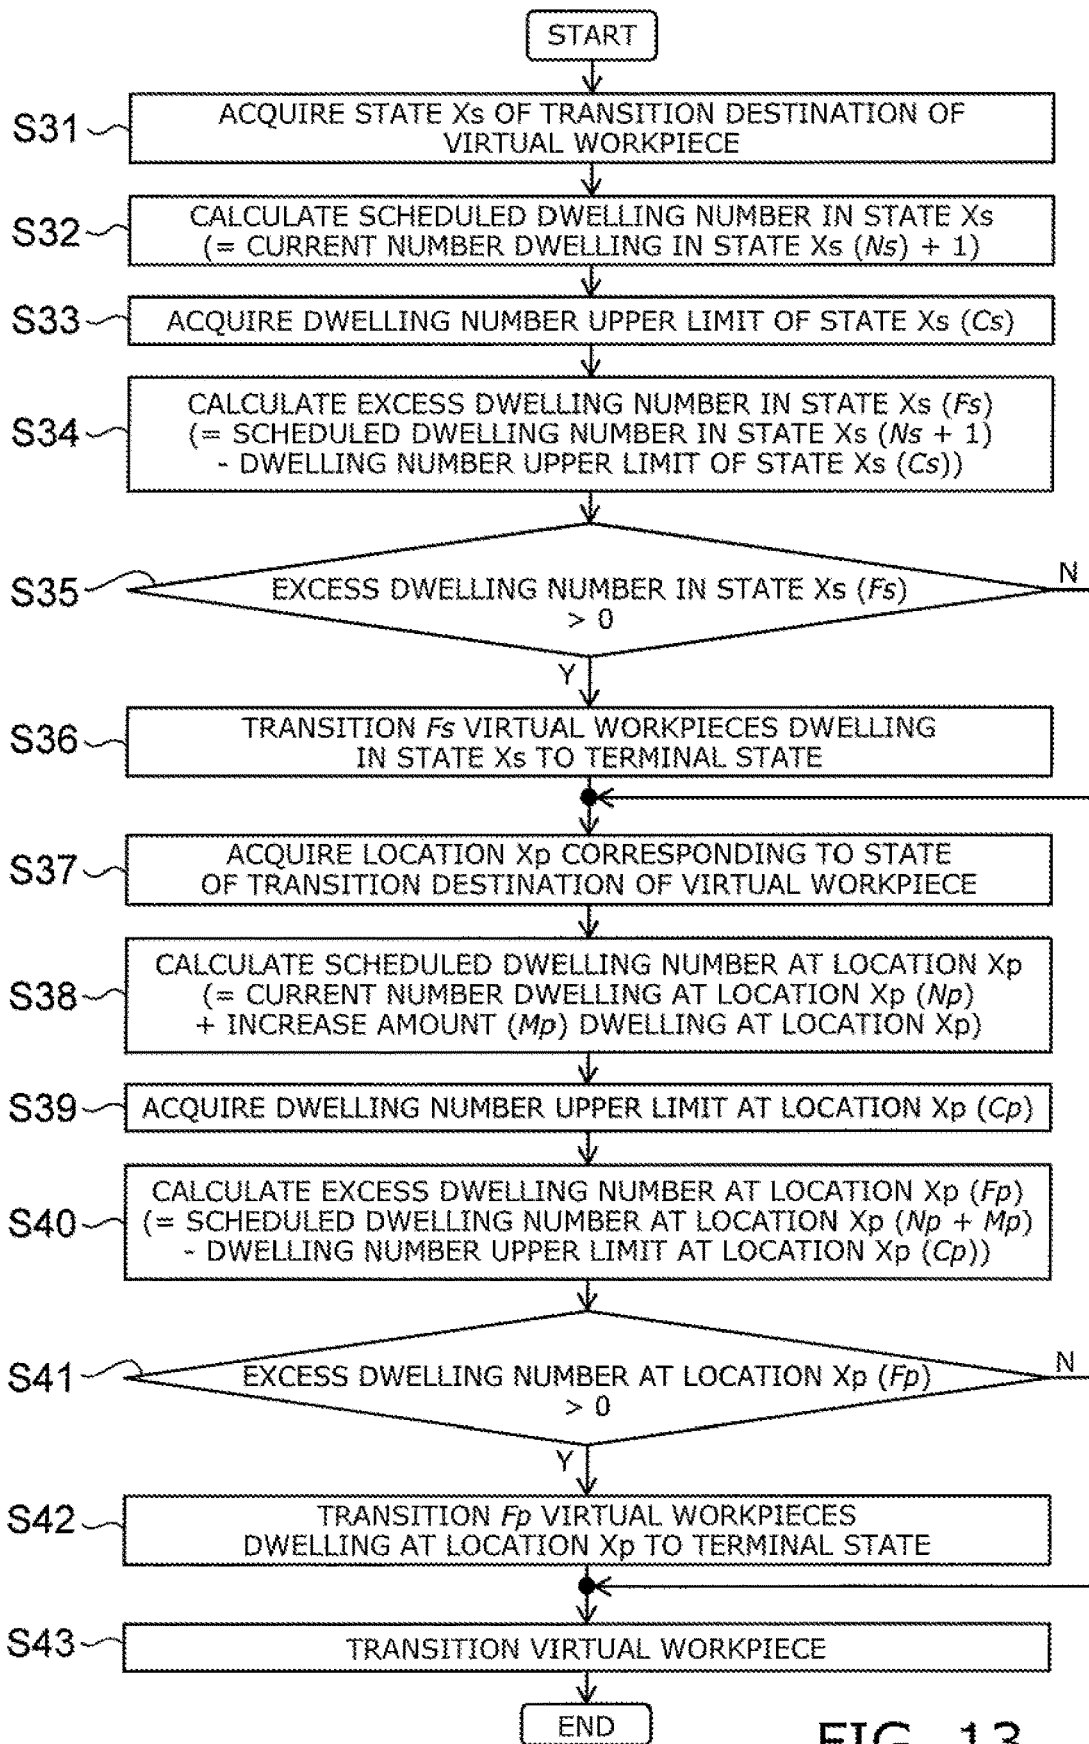 START
S31
ACQUIRE STATE Xs OF TRANSITION DESTINATION OF
VIRTUAL WORKPIECE
S32
CALCULATE SCHEDULED DWELLING NUMBER IN STATE Xs
(= CURRENT NUMBER DWELLING IN STATE Xs (Ns) + 1)
S33
ACQUIRE DWELLING NUMBER UPPER LIMIT OF STATE Xs (Cs)
S34
CALCULATE EXCESS DWELLING NUMBER IN STATE Xs (Fs)
(= SCHEDULED DWELLING NUMBER IN STATE Xs (Ns + 1)
- DWELLING NUMBER UPPER LIMIT OF STATE Xs (Cs))
S35
EXCESS DWELLING NUMBER IN STATE Xs (Fs)
> 0
N
Y
S36
TRANSITION Fs VIRTUAL WORKPIECES DWELLING
IN STATE Xs TO TERMINAL STATE
S37
ACQUIRE LOCATION Xp CORRESPONDING TO STATE
OF TRANSITION DESTINATION OF VIRTUAL WORKPIECE
S38
CALCULATE SCHEDULED DWELLING NUMBER AT LOCATION Xp
(= CURRENT NUMBER DWELLING AT LOCATION Xp (Np)
+ INCREASE AMOUNT (Mp) DWELLING AT LOCATION Xp)
S39
ACQUIRE DWELLING NUMBER UPPER LIMIT AT LOCATION Xp (Cp)
S40
CALCULATE EXCESS DWELLING NUMBER AT LOCATION Xp (Fp)
(= SCHEDULED DWELLING NUMBER AT LOCATION Xp (Np + Mp)
- DWELLING NUMBER UPPER LIMIT AT LOCATION Xp (Cp))
S41
EXCESS DWELLING NUMBER AT LOCATION Xp (Fp)
> 0
N
Y
S42
TRANSITION Fp VIRTUAL WORKPIECES
DWELLING AT LOCATION Xp TO TERMINAL STATE
S43
TRANSITION VIRTUAL WORKPIECE
END
FIG. 13